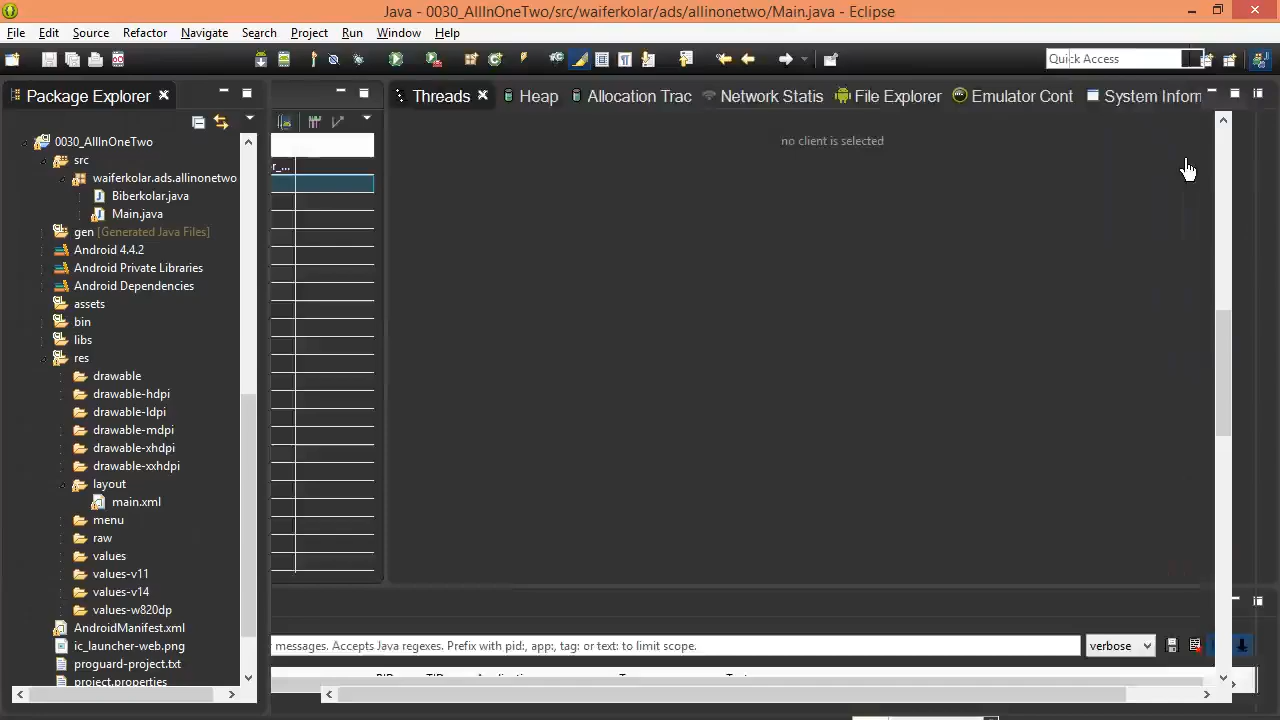 Java - 0030_AllInOneTwo/src/waiferkolar/ads/allinonetwo/Main.java - Eclipse
File Edit Source Refactor Navigate Search Project Run Window Help
Quick Access
Package Explorer
Threads Heap Allocation Trac Network Statis File Explorer Emulator Cont System Inform
no client is selected
0030_AllInOneTwo
src
waiferkolar.ads.allinonetwo
Biberkolar.java
Main.java
gen [Generated Java Files]
Android 4.4.2
Android Private Libraries
Android Dependencies
assets
bin
libs
res
drawable
drawable-hdpi
drawable-ldpi
drawable-mdpi
drawable-xhdpi
drawable-xxhdpi
layout
main.xml
menu
raw
values
values-v11
values-v14
values-w820dp
AndroidManifest.xml
ic_launcher-web.png
proguard-project.txt
project.properties
r_...
messages. Accepts Java regexes. Prefix with pid:, app:, tag: or text: to limit scope.
verbose